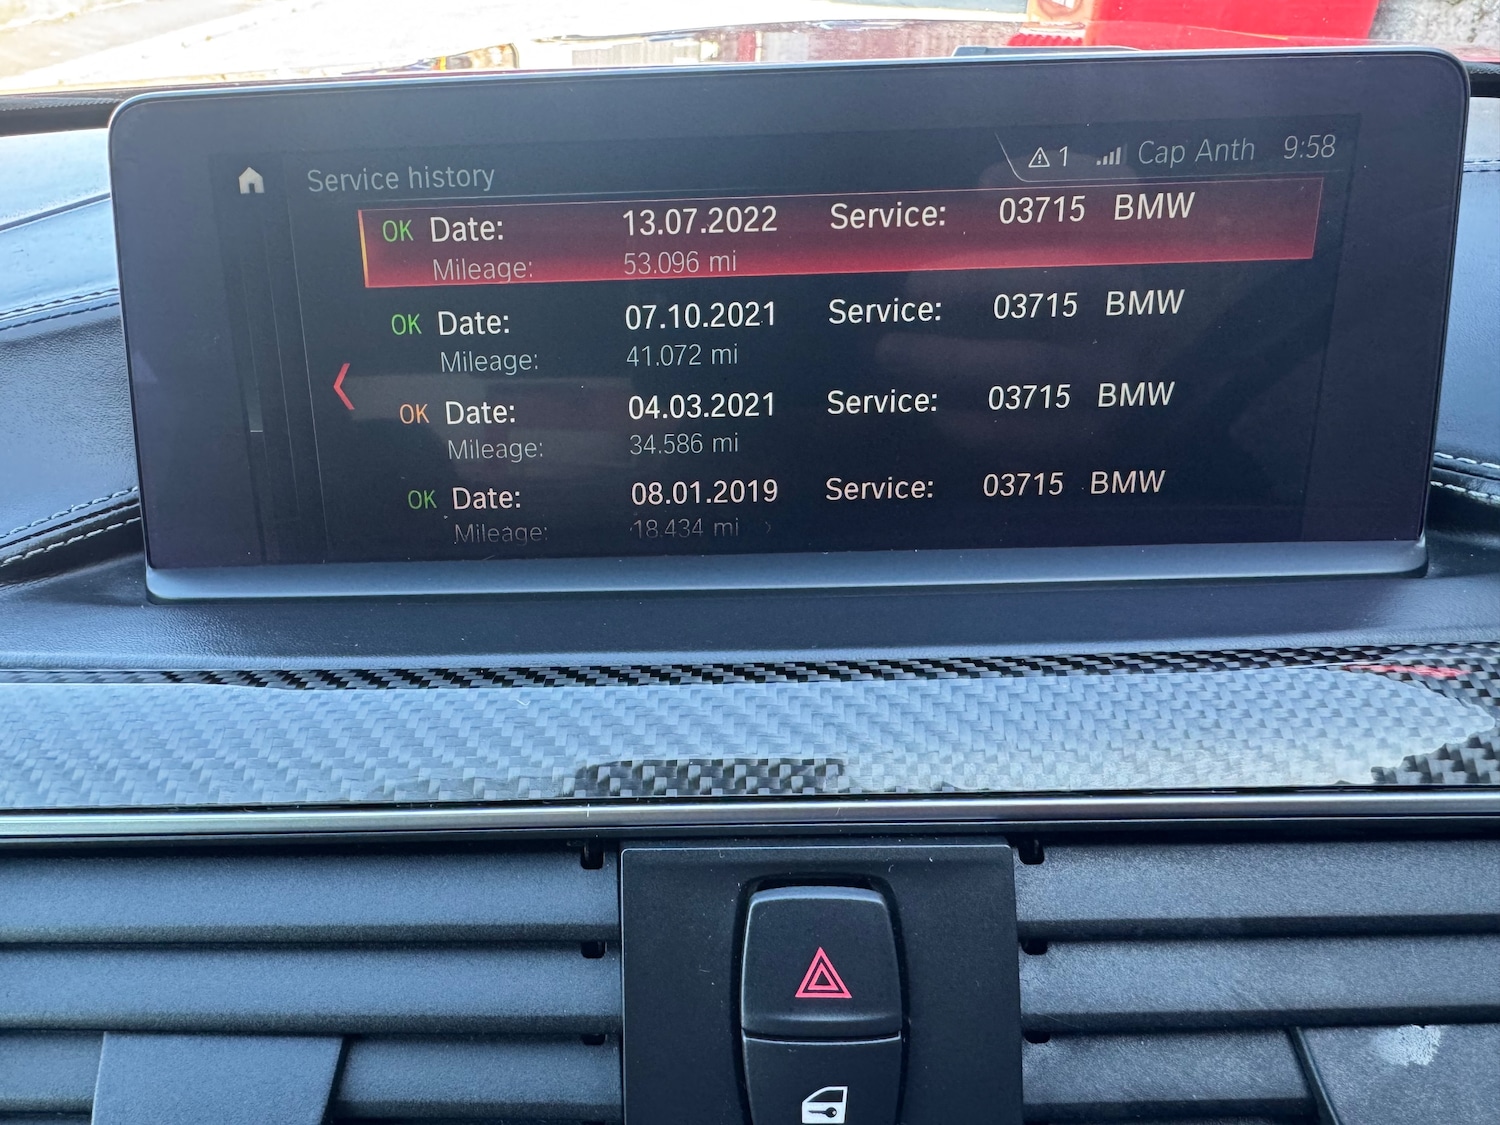 Service history
1 Cap Anth 9:58
OK Date: 13.07.2022 Service: 03715 BMW
Mileage: 53.096 mi
OK Date: 07.10.2021 Service: 03715 BMW
Mileage: 41.072 mi
OK Date: 04.03.2021 Service: 03715 BMW
Mileage: 34.586 mi
OK Date: 08.01.2019 Service: 03715 BMW
Mileage: 18.434 mi